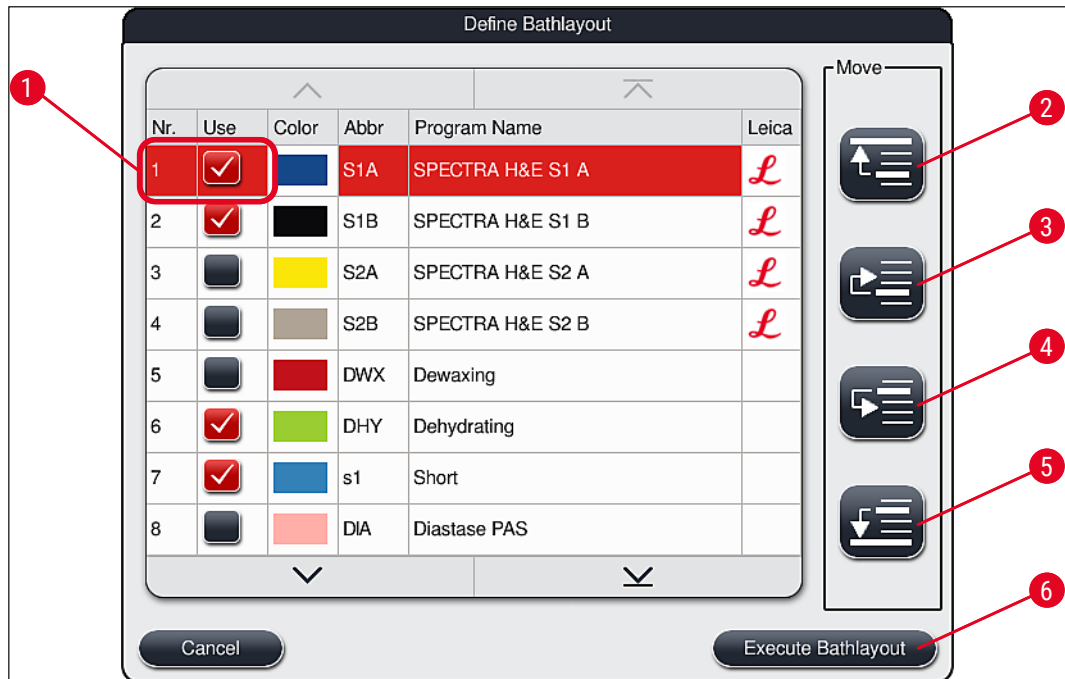 Define Bathlayout
Move
1
Nr. Use Color Abbr Program Name Leica
2
1 S1A SPECTRA H&E S1 A L
2 S1B SPECTRA H&E S1 B L
3
3 S2A SPECTRA H&E S2 A L
4 S2B SPECTRA H&E S2 B L
4
5 DWX Dewaxing
6 DHY Dehydrating
5
7 s1 Short
8 DIA Diastase PAS
6
Cancel Execute Bathlayout